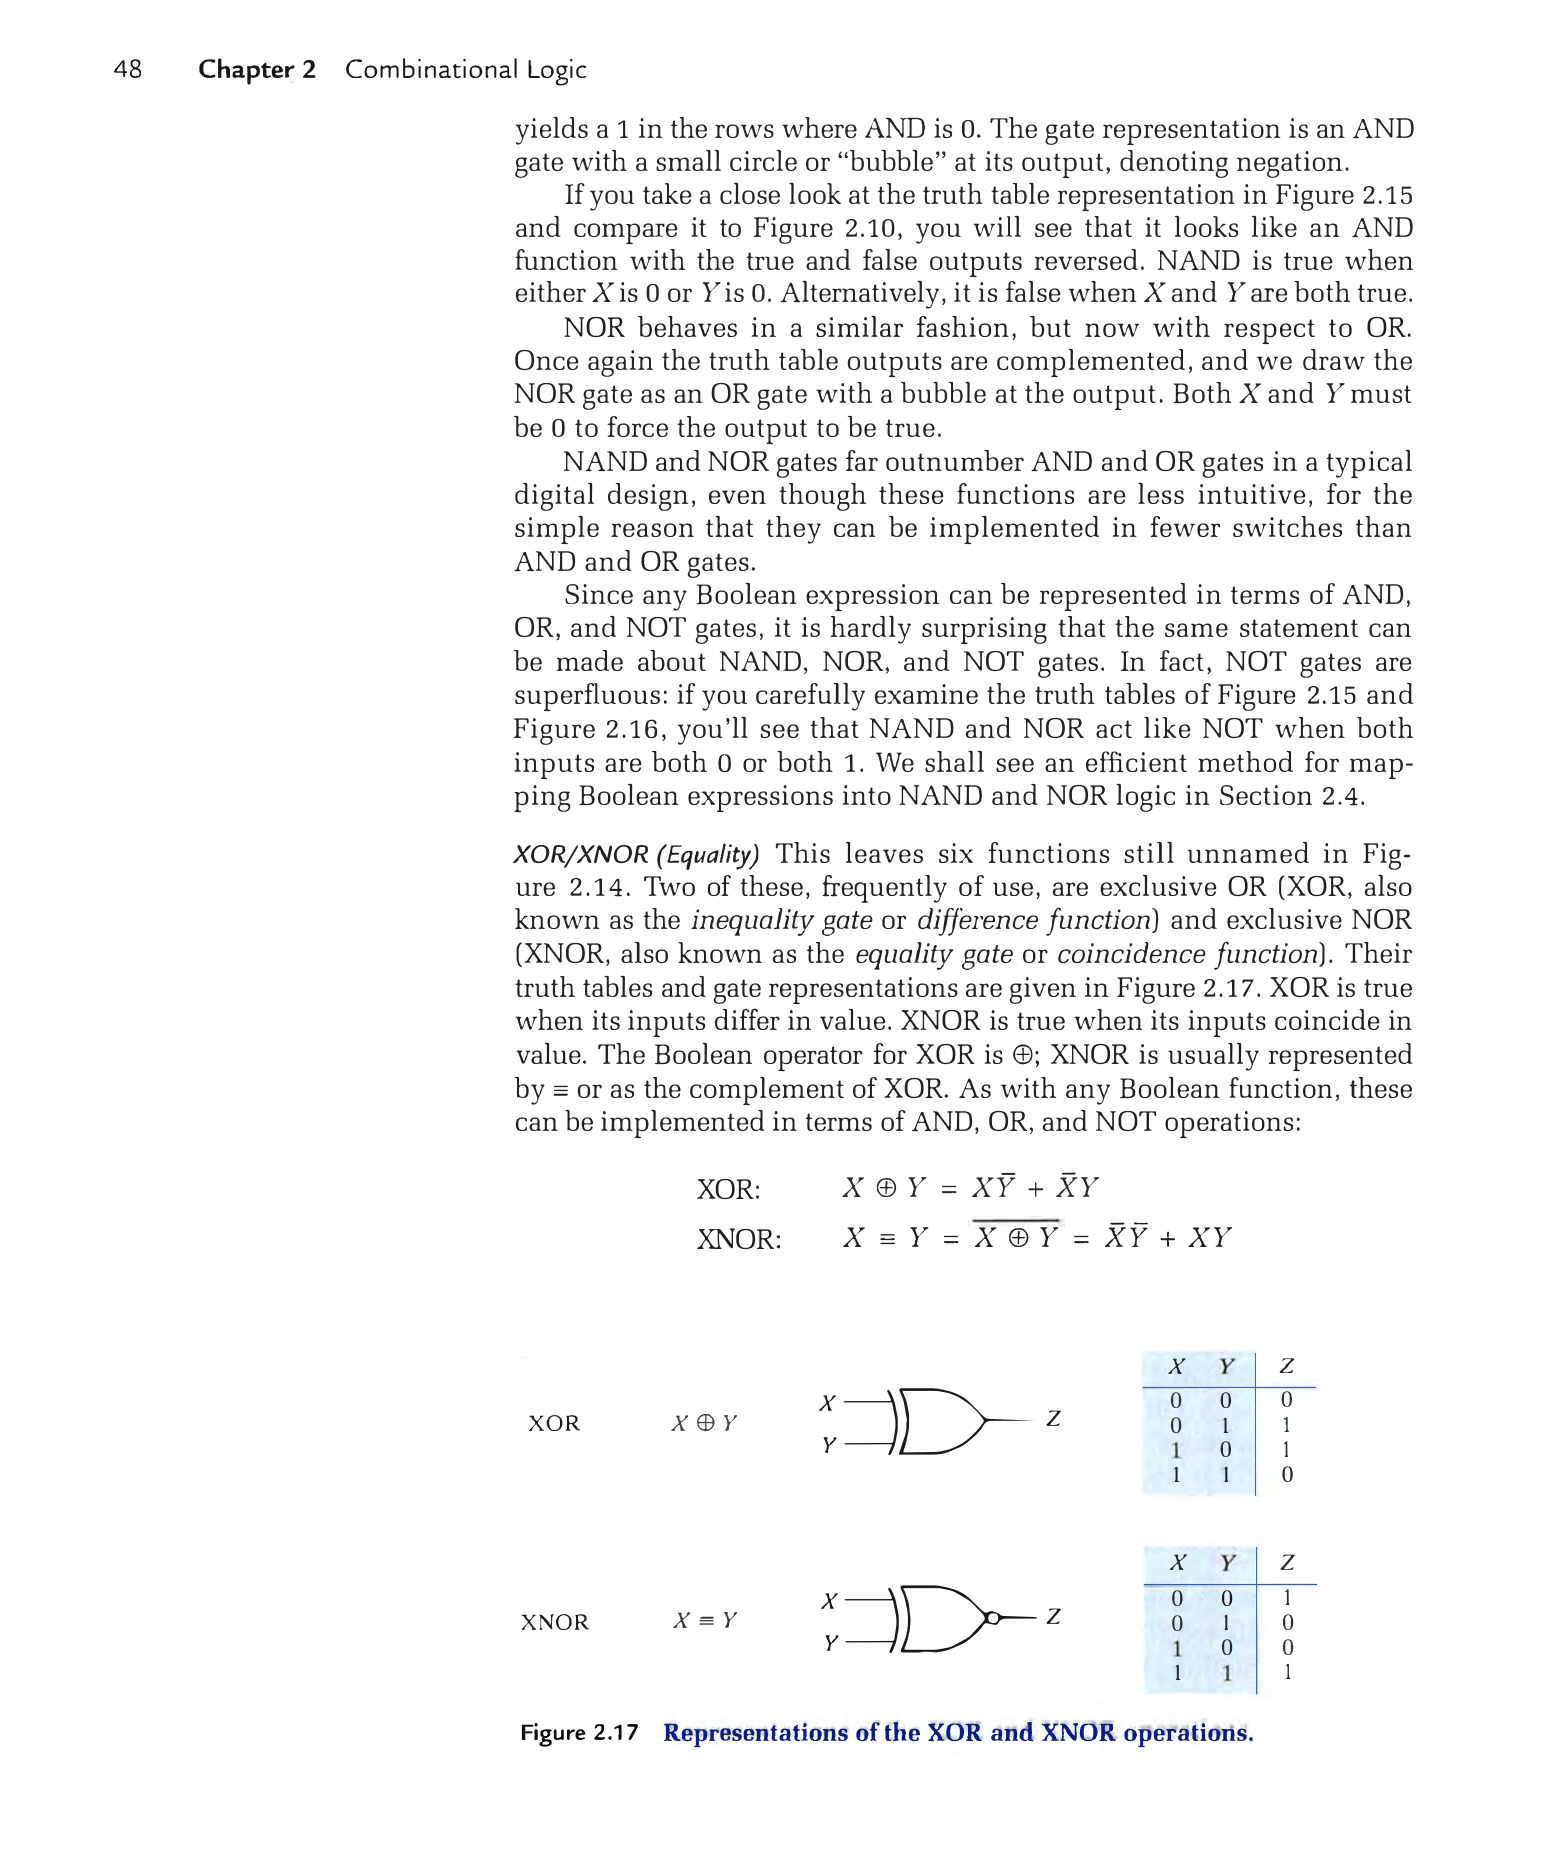 48 Chapter 2 Combinational Logic
yields a 1 in the rows where AND is 0. The gate representation is an AND
gate with a small circle or “bubble” at its output, denoting negation.
If you take a close look at the truth table representation in Figure 2.15
and compare it to Figure 2.10, you will see that it looks like an AND
function with the true and false outputs reversed. NAND is true when
either X is 0 or Y is 0. Alternatively, it is false when X and Y are both true.
NOR behaves in a similar fashion, but now with respect to OR.
Once again the truth table outputs are complemented, and we draw the
NOR gate as an OR gate with a bubble at the output. Both X and Y must
be 0 to force the output to be true.
NAND and NOR gates far outnumber AND and OR gates in a typical
digital design, even though these functions are less intuitive, for the
simple reason that they can be implemented in fewer switches than
AND and OR gates.
Since any Boolean expression can be represented in terms of AND,
OR, and NOT gates, it is hardly surprising that the same statement can
be made about NAND, NOR, and NOT gates. In fact, NOT gates are
superfluous: if you carefully examine the truth tables of Figure 2.15 and
Figure 2.16, you’ll see that NAND and NOR act like NOT when both
inputs are both 0 or both 1. We shall see an efficient method for map-
ping Boolean expressions into NAND and NOR logic in Section 2.4.
XOR/XNOR (Equality) This leaves six functions still unnamed in Fig-
ure 2.14. Two of these, frequently of use, are exclusive OR (XOR, also
known as the inequality gate or difference function) and exclusive NOR
(XNOR, also known as the equality gate or coincidence function). Their
truth tables and gate representations are given in Figure 2.17. XOR is true
when its inputs differ in value. XNOR is true when its inputs coincide in
value. The Boolean operator for XOR is ⊕; XNOR is usually represented
by ≡ or as the complement of XOR. As with any Boolean function, these
can be implemented in terms of AND, OR, and NOT operations:
XOR: X ⊕ Y = XY̅ + X̅Y
XNOR: X ≡ Y = X̅ ⊕̅ Y̅ = X̅Y̅ + XY
X Y Z
0 0 0
0 1 1
1 0 1
1 1 0
XOR X ⊕ Y X Y Z
X Y Z
0 0 1
0 1 0
1 0 0
1 1 1
XNOR X ≡ Y X Y Z
Figure 2.17 Representations of the XOR and XNOR operations.